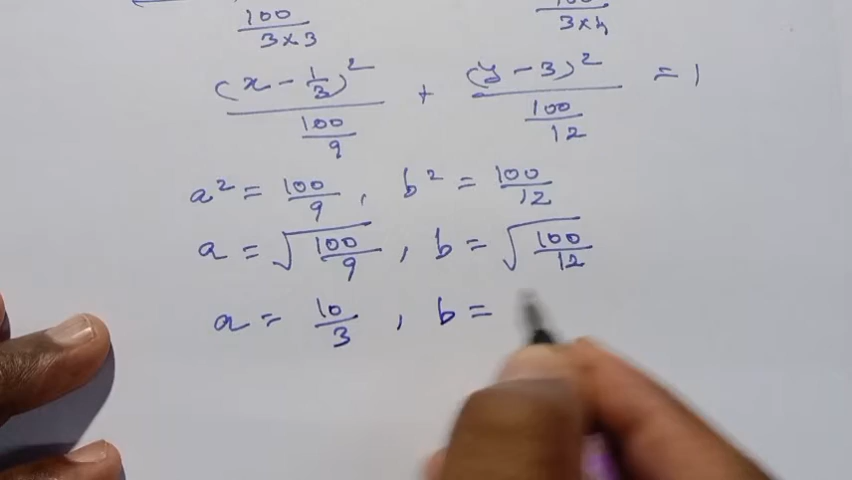 100/(3×3) 100/(3×4)
(x - 1/3)²/(100/9) + (y - 3)²/(100/12) = 1
a² = 100/9 , b² = 100/12
a = √(100/9) , b = √(100/12)
a = 10/3 , b =